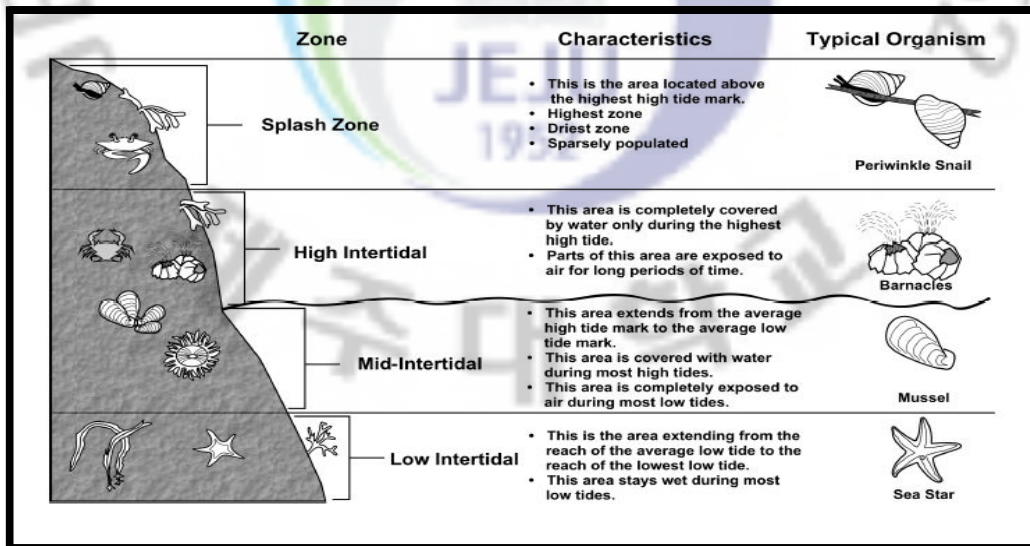 Zone Characteristics Typical Organism
Splash Zone
• This is the area located above
the highest high tide mark.
• Highest zone
• Driest zone
• Sparsely populated
Periwinkle Snail
High Intertidal
• This area is completely covered
by water only during the highest
high tide.
• Parts of this area are exposed to
air for long periods of time.
Barnacles
Mid-Intertidal
• This area extends from the average
high tide mark to the average low
tide mark.
• This area is covered with water
during most high tides.
• This area is completely exposed to
air during most low tides.
Mussel
Low Intertidal
• This is the area extending from the
reach of the average low tide to the
reach of the lowest low tide.
• This area stays wet during most
low tides.
Sea Star
JEJU
1952
제주대학교